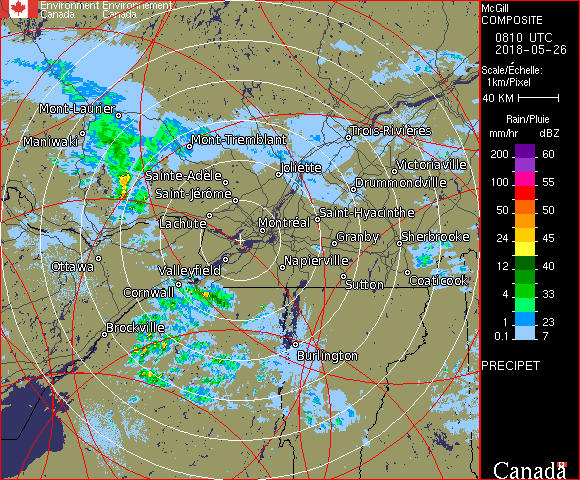 Environment Environnement
Canada Canada
McGill
COMPOSITE
0810 UTC
2018-05-26
Scale/Échelle:
1km/Pixel
40 KM
Rain/Pluie
mm/hr dBZ
200 60
100 55
50 50
24 45
12 40
4 33
1 23
0.1 7
PRECIPET
Canada
Mont-Laurier
Maniwaki
Mont-Tremblant
Trois-Rivières
Joliette
Victoriaville
Sainte-Adèle
Drummondville
Saint-Jérôme
Saint-Hyacinthe
Lachute
Montréal
Granby
Sherbrooke
Ottawa
Napierville
Valleyfield
Sutton
Coaticook
Cornwall
Brockville
Burlington